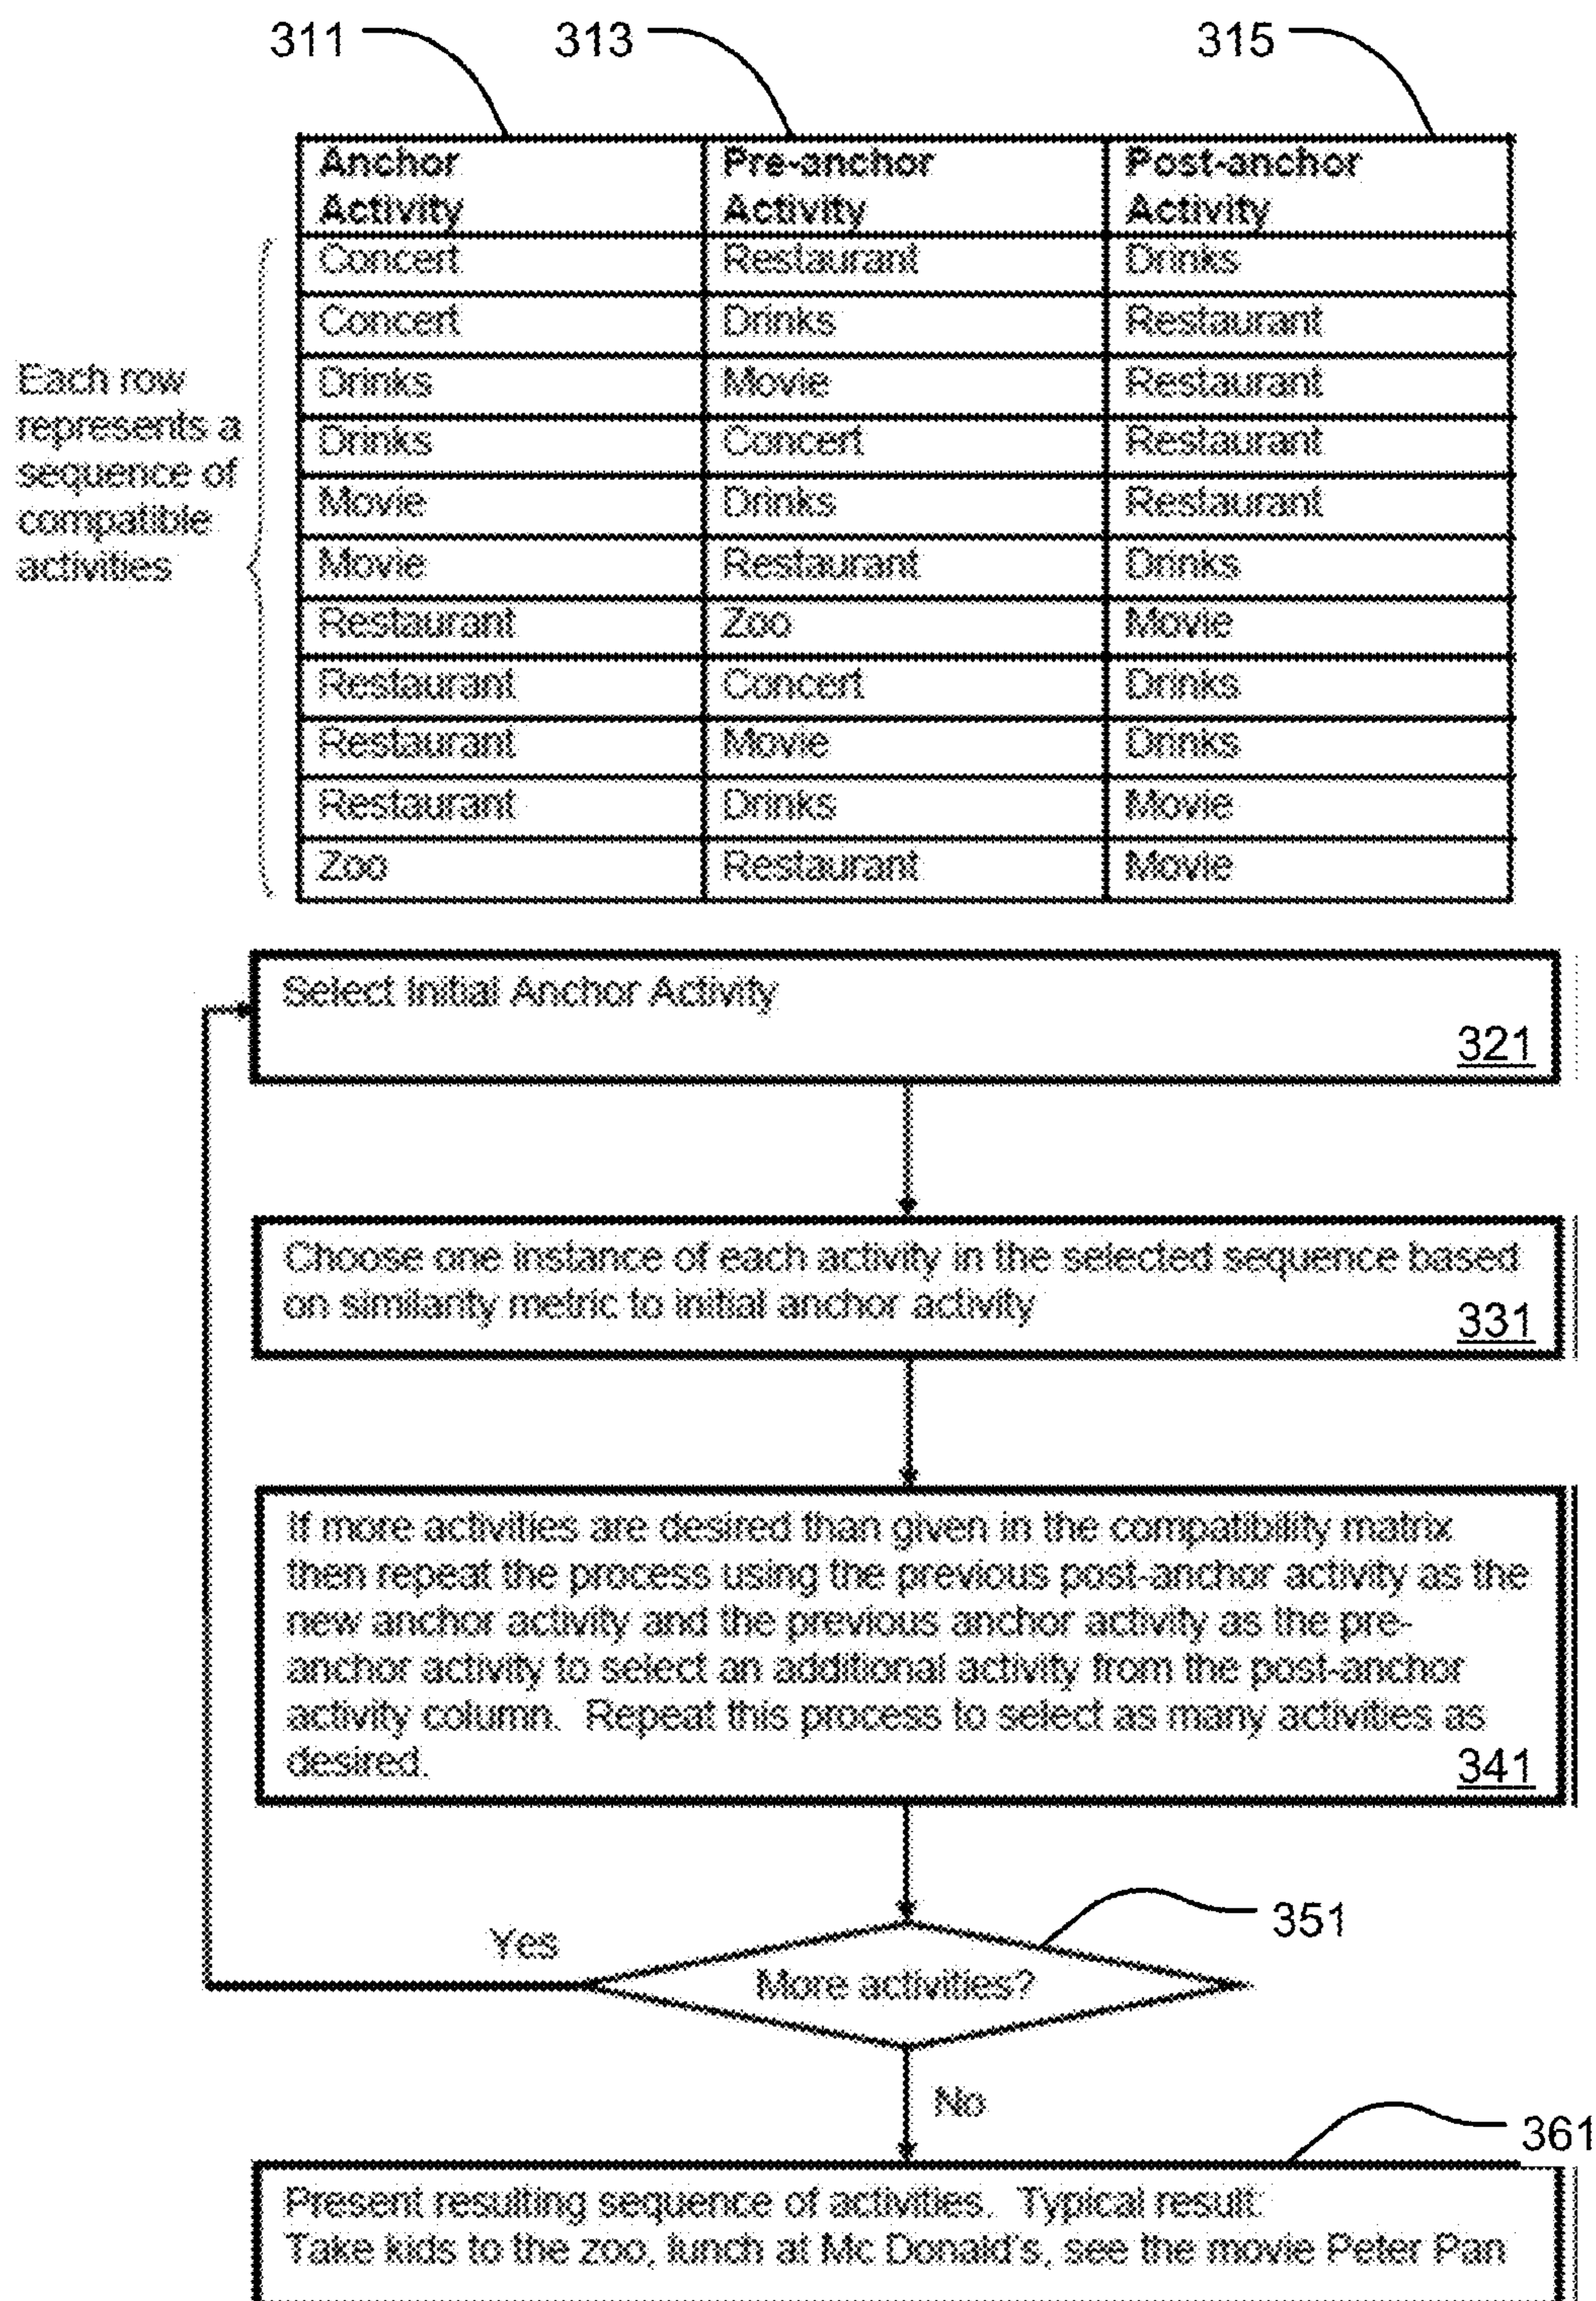 311 313 315
Anchor Pre-anchor Post-anchor
Activity Activity Activity
Concert Restaurant Drinks
Concert Drinks Restaurant
Drinks Movie Restaurant
Drinks Concert Restaurant
Movie Drinks Restaurant
Movie Restaurant Drinks
Restaurant Zoo Movie
Restaurant Concert Drinks
Restaurant Movie Drinks
Restaurant Drinks Movie
Zoo Restaurant Movie
Each row
represents a
sequence of
compatible
activities
Select Initial Anchor Activity
321
Choose one instance of each activity in the selected sequence based
on similarity metric to initial anchor activity
331
If more activities are desired than given in the compatibility matrix
then repeat the process using the previous post-anchor activity as the
new anchor activity and the previous anchor activity as the pre-
anchor activity to select an additional activity from the post-anchor
activity column. Repeat this process to select as many activities as
desired.
341
351
Yes
More activities?
No
361
Present resulting sequence of activities. Typical result:
Take kids to the zoo, lunch at Mc Donald's, see the movie Peter Pan